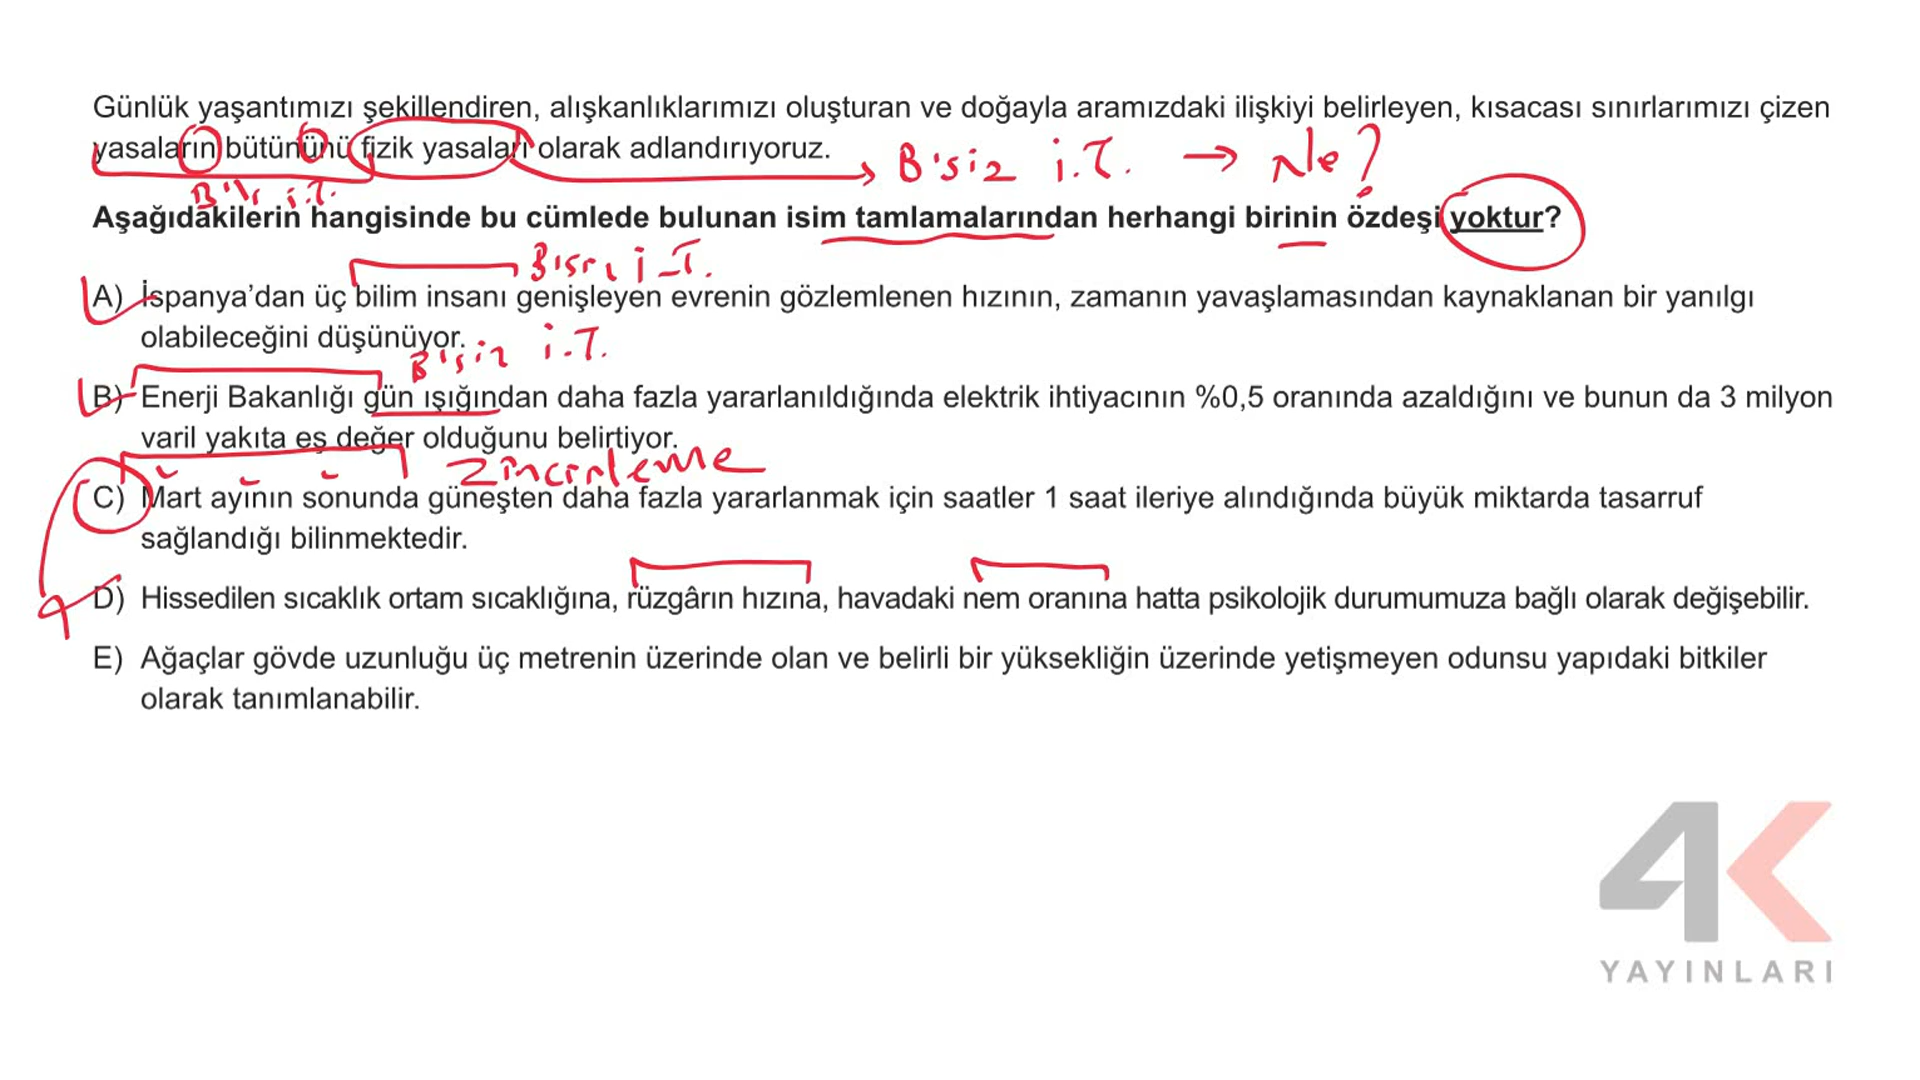 Günlük yaşantımızı şekillendiren, alışkanlıklarımızı oluşturan ve doğayla aramızdaki ilişkiyi belirleyen, kısacası sınırlarımızı çizen
yasaların bütününü fizik yasaları olarak adlandırıyoruz.
B'siz i.T. → Ne?
B'li i.T.
Aşağıdakilerin hangisinde bu cümlede bulunan isim tamlamalarından herhangi birinin özdeşi yoktur?
i.T.
A) İspanya’dan üç bilim insanı genişleyen evrenin gözlemlenen hızının, zamanın yavaşlamasından kaynaklanan bir yanılgı
olabileceğini düşünüyor.
B'siz i.T.
B) Enerji Bakanlığı gün ışığından daha fazla yararlanıldığında elektrik ihtiyacının %0,5 oranında azaldığını ve bunun da 3 milyon
varil yakıta eş değer olduğunu belirtiyor.
Zincirleme
C) Mart ayının sonunda güneşten daha fazla yararlanmak için saatler 1 saat ileriye alındığında büyük miktarda tasarruf
sağlandığı bilinmektedir.
D) Hissedilen sıcaklık ortam sıcaklığına, rüzgârın hızına, havadaki nem oranına hatta psikolojik durumumuza bağlı olarak değişebilir.
E) Ağaçlar gövde uzunluğu üç metrenin üzerinde olan ve belirli bir yüksekliğin üzerinde yetişmeyen odunsu yapıdaki bitkiler
olarak tanımlanabilir.
4K
YAYINLARI